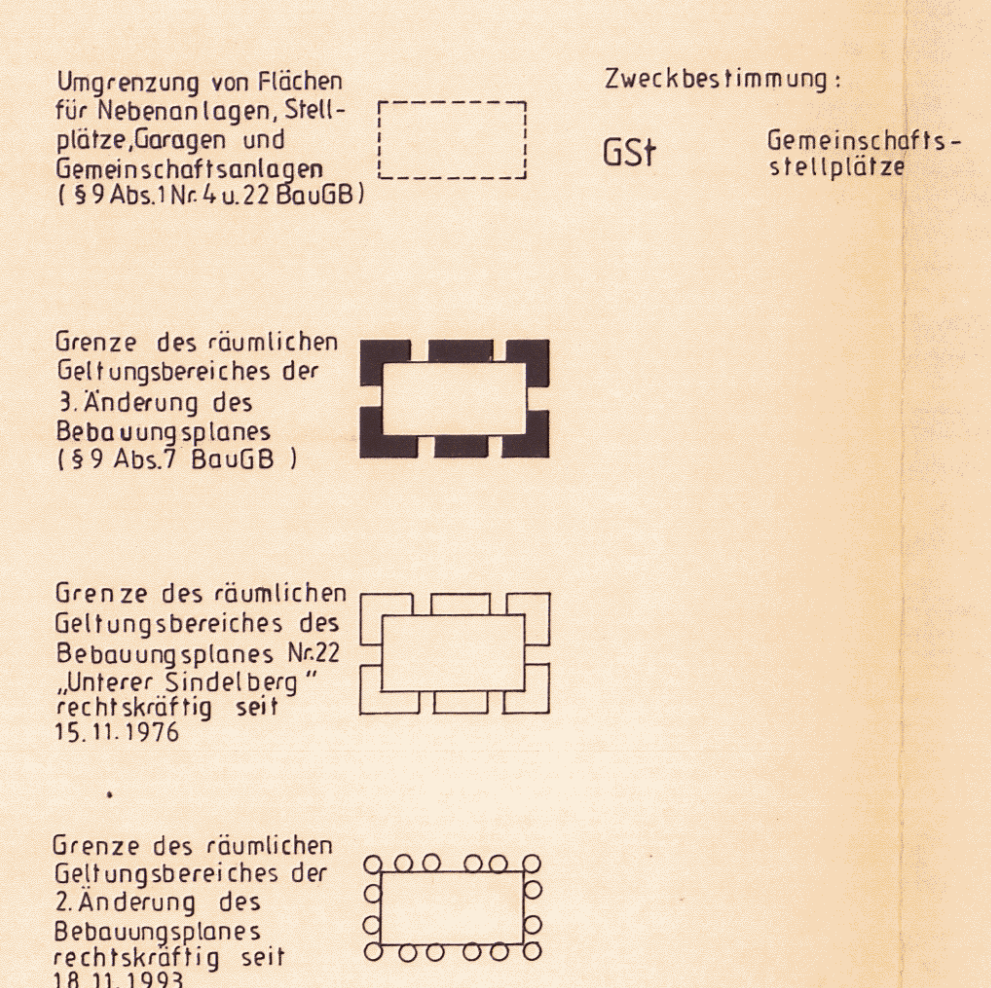 Umgrenzung von Flächen
für Nebenanlagen, Stell-
plätze,Garagen und
Gemeinschaftsanlagen
( § 9 Abs.1 Nr. 4 u. 22 BauGB )
Zweckbestimmung :
GSt
Gemeinschafts-
stellplätze
Grenze des räumlichen
Geltungsbereiches der
3. Änderung des
Bebauungsplanes
( § 9 Abs.7 BauGB )
Grenze des räumlichen
Geltungsbereiches des
Bebauungsplanes Nr.22
„Unterer Sindelberg"
rechtskräftig seit
15.11.1976
Grenze des räumlichen
Geltungsbereiches der
2. Änderung des
Bebauungsplanes
rechtskräftig seit
18.11.1993